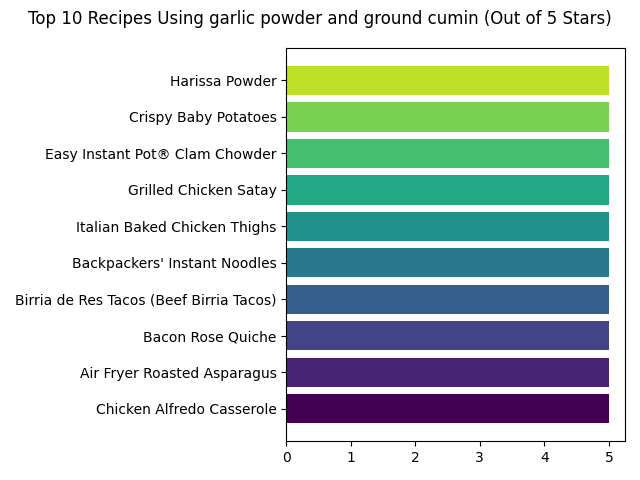 Top 10 Recipes Using garlic powder and ground cumin (Out of 5 Stars)
Harissa Powder
Crispy Baby Potatoes
Easy Instant Pot® Clam Chowder
Grilled Chicken Satay
Italian Baked Chicken Thighs
Backpackers' Instant Noodles
Birria de Res Tacos (Beef Birria Tacos)
Bacon Rose Quiche
Air Fryer Roasted Asparagus
Chicken Alfredo Casserole
0 1 2 3 4 5